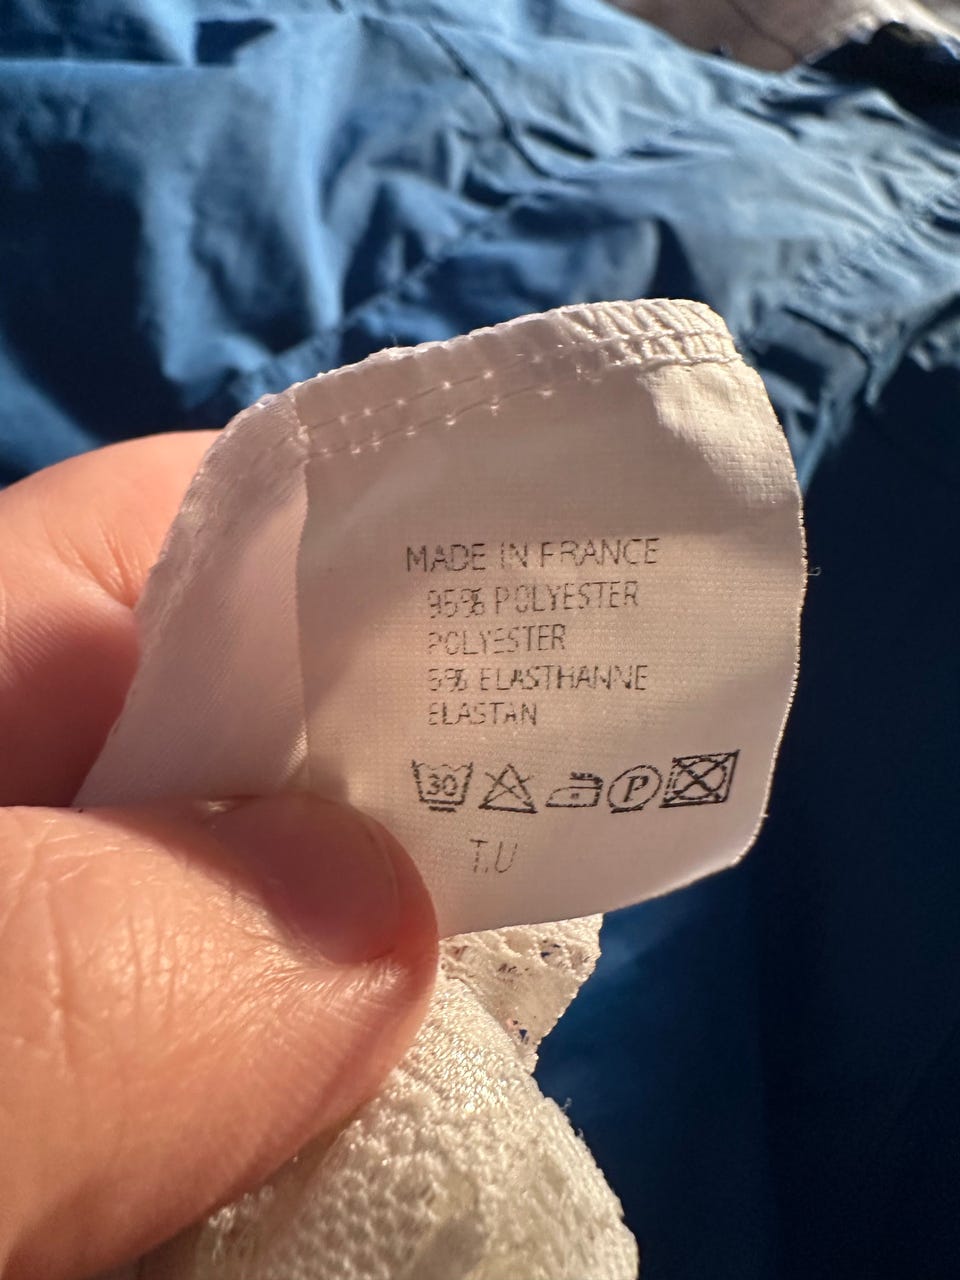 MADE IN FRANCE
95% POLYESTER
POLYESTER
5% ELASTHANNE
ELASTAN
30 P
T.U